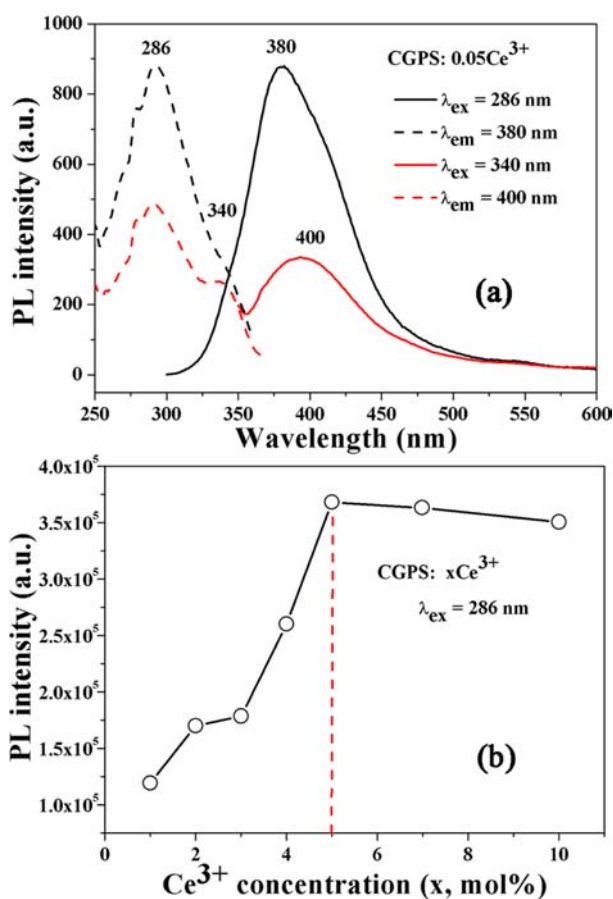 286
380
340
400
CGPS: 0.05Ce³⁺
λex = 286 nm
λem = 380 nm
λex = 340 nm
λem = 400 nm
(a)
1000
800
600
400
200
0
PL intensity (a.u.)
250 300 350 400 450 500 550 600
Wavelength (nm)
4.0x10⁵
3.5x10⁵
3.0x10⁵
2.5x10⁵
2.0x10⁵
1.5x10⁵
1.0x10⁵
PL intensity (a.u.)
CGPS: xCe³⁺
λex = 286 nm
(b)
0 2 4 6 8 10
Ce³⁺ concentration (x, mol%)